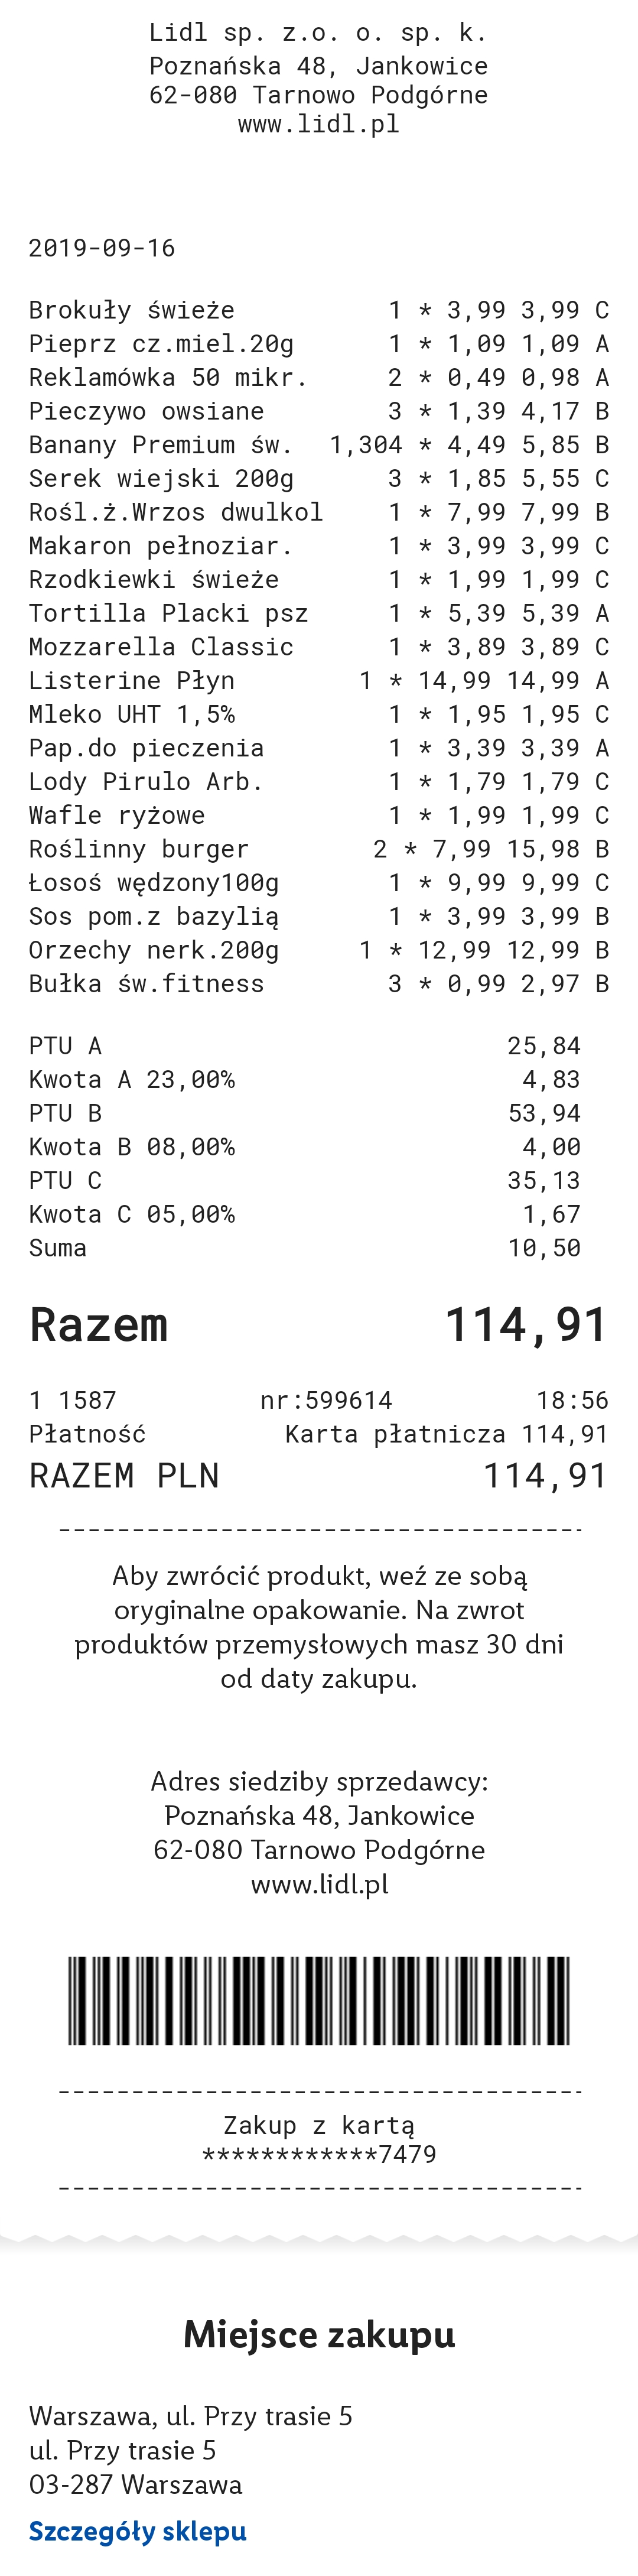 Lidl sp. z.o. o. sp. k.
Poznańska 48, Jankowice
62-080 Tarnowo Podgórne
www.lidl.pl
2019-09-16
Brokuły świeże 1 * 3,99 3,99 C
Pieprz cz.miel.20g 1 * 1,09 1,09 A
Reklamówka 50 mikr. 2 * 0,49 0,98 A
Pieczywo owsiane 3 * 1,39 4,17 B
Banany Premium św. 1,304 * 4,49 5,85 B
Serek wiejski 200g 3 * 1,85 5,55 C
Rośl.ż.Wrzos dwulkol 1 * 7,99 7,99 B
Makaron pełnoziar. 1 * 3,99 3,99 C
Rzodkiewki świeże 1 * 1,99 1,99 C
Tortilla Placki psz 1 * 5,39 5,39 A
Mozzarella Classic 1 * 3,89 3,89 C
Listerine Płyn 1 * 14,99 14,99 A
Mleko UHT 1,5% 1 * 1,95 1,95 C
Pap.do pieczenia 1 * 3,39 3,39 A
Lody Pirulo Arb. 1 * 1,79 1,79 C
Wafle ryżowe 1 * 1,99 1,99 C
Roślinny burger 2 * 7,99 15,98 B
Łosoś wędzony100g 1 * 9,99 9,99 C
Sos pom.z bazylią 1 * 3,99 3,99 B
Orzechy nerk.200g 1 * 12,99 12,99 B
Bułka św.fitness 3 * 0,99 2,97 B
PTU A 25,84
Kwota A 23,00% 4,83
PTU B 53,94
Kwota B 08,00% 4,00
PTU C 35,13
Kwota C 05,00% 1,67
Suma 10,50
Razem 114,91
1 1587 nr:599614 18:56
Płatność Karta płatnicza 114,91
RAZEM PLN 114,91
Aby zwrócić produkt, weź ze sobą
oryginalne opakowanie. Na zwrot
produktów przemysłowych masz 30 dni
od daty zakupu.
Adres siedziby sprzedawcy:
Poznańska 48, Jankowice
62-080 Tarnowo Podgórne
www.lidl.pl
Zakup z kartą
************7479
Miejsce zakupu
Warszawa, ul. Przy trasie 5
ul. Przy trasie 5
03-287 Warszawa
Szczegóły sklepu